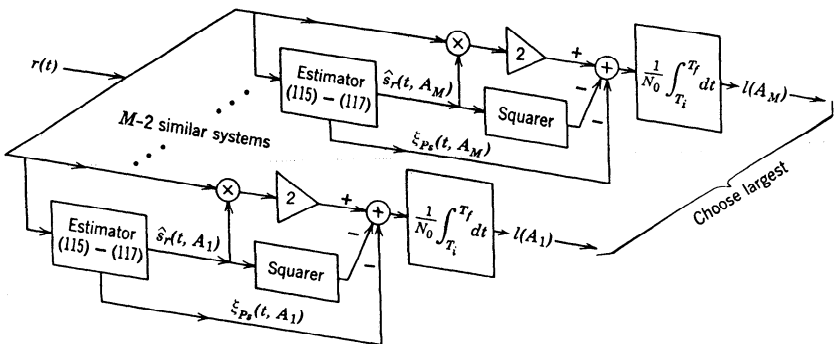 r(t)
×
2
+
+
−
−
Estimator
(115) – (117)
ŝ_r(t, A_M)
Squarer
ξ_Ps(t, A_M)
1/N_0 ∫_{T_i}^{T_f} dt
l(A_M)
M-2 similar systems
×
2
+
+
−
−
Estimator
(115) – (117)
ŝ_r(t, A_1)
Squarer
ξ_Ps(t, A_1)
1/N_0 ∫_{T_i}^{T_f} dt
l(A_1)
Choose largest